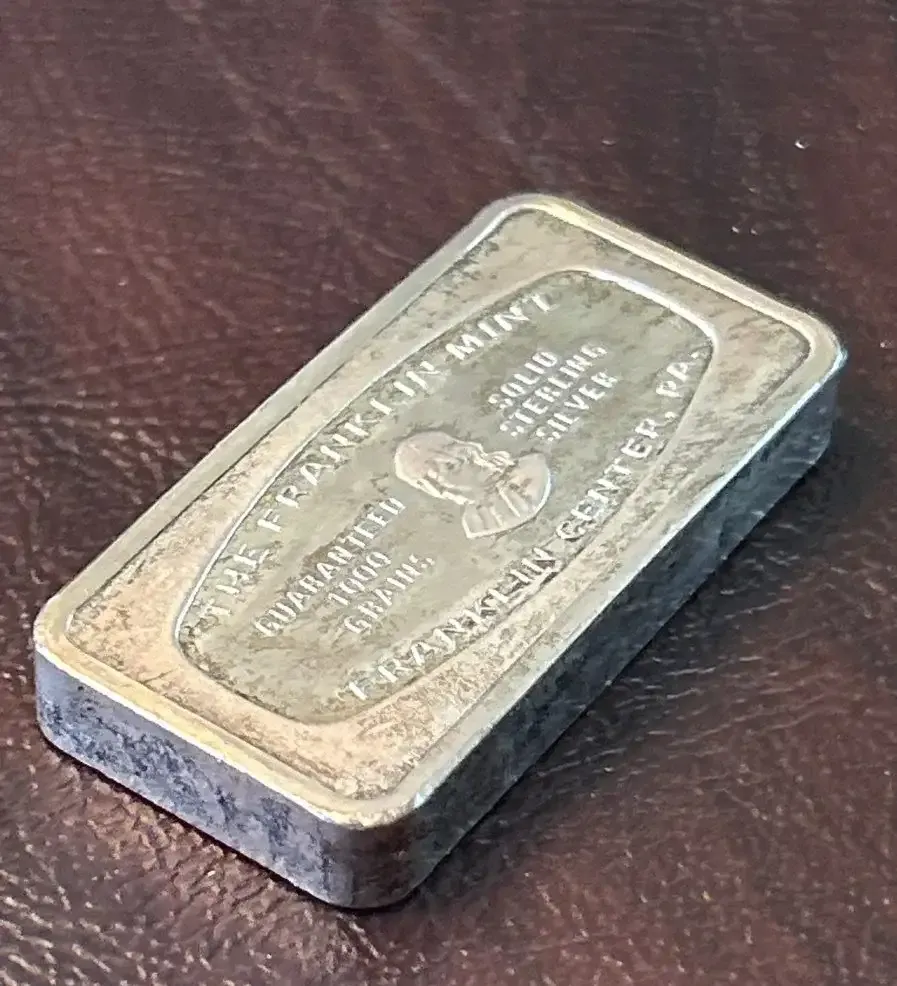 THE FRANKLIN MINT
SOLID
STERLING
SILVER
GUARANTEED
1000
GRAINS
FRANKLIN CENTER, PA.